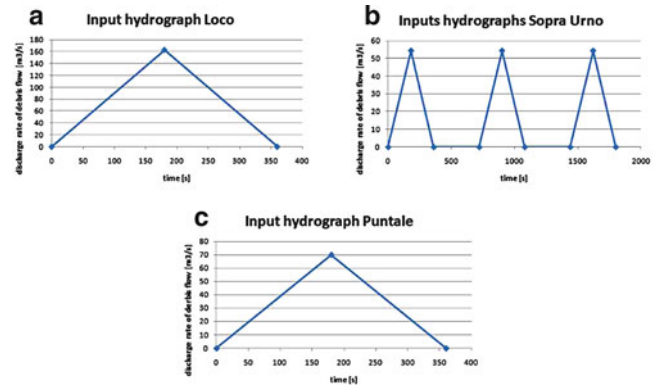 a
Input hydrograph Loco
discharge rate of debris flow [m3/s]
180
160
140
120
100
80
60
40
20
0
0 50 100 150 200 250 300 350 400
time [s]
b
Inputs hydrographs Sopra Urno
discharge rate of debris flow [m3/s]
60
50
40
30
20
10
0
0 500 1000 1500 2000
time [s]
c
Input hydrograph Puntale
discharge rate of derbis flow [m3/s]
80
70
60
50
40
30
20
10
0
0 50 100 150 200 250 300 350 400
time [s]